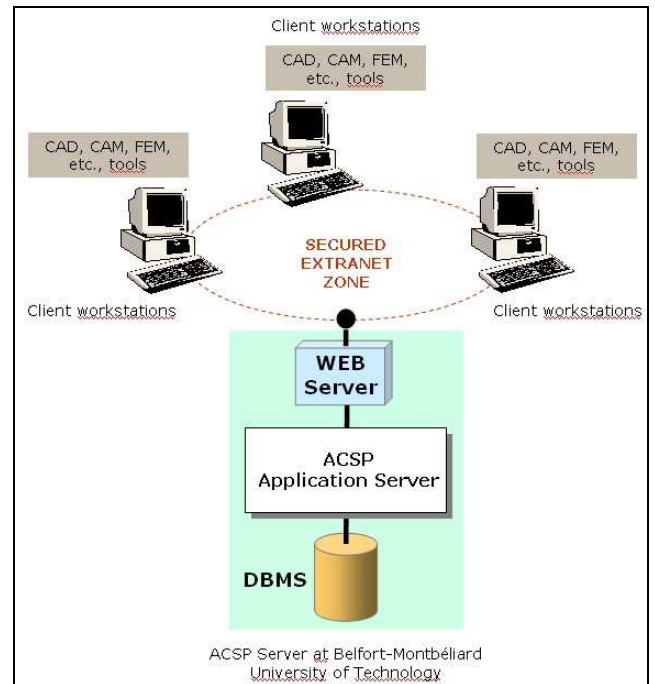 Client workstations
CAD, CAM, FEM,
etc., tools
CAD, CAM, FEM,
etc., tools
CAD, CAM, FEM,
etc., tools
SECURED
EXTRANET
ZONE
Client workstations
Client workstations
WEB
Server
ACSP
Application Server
DBMS
ACSP Server at Belfort-Montbéliard
University of Technology